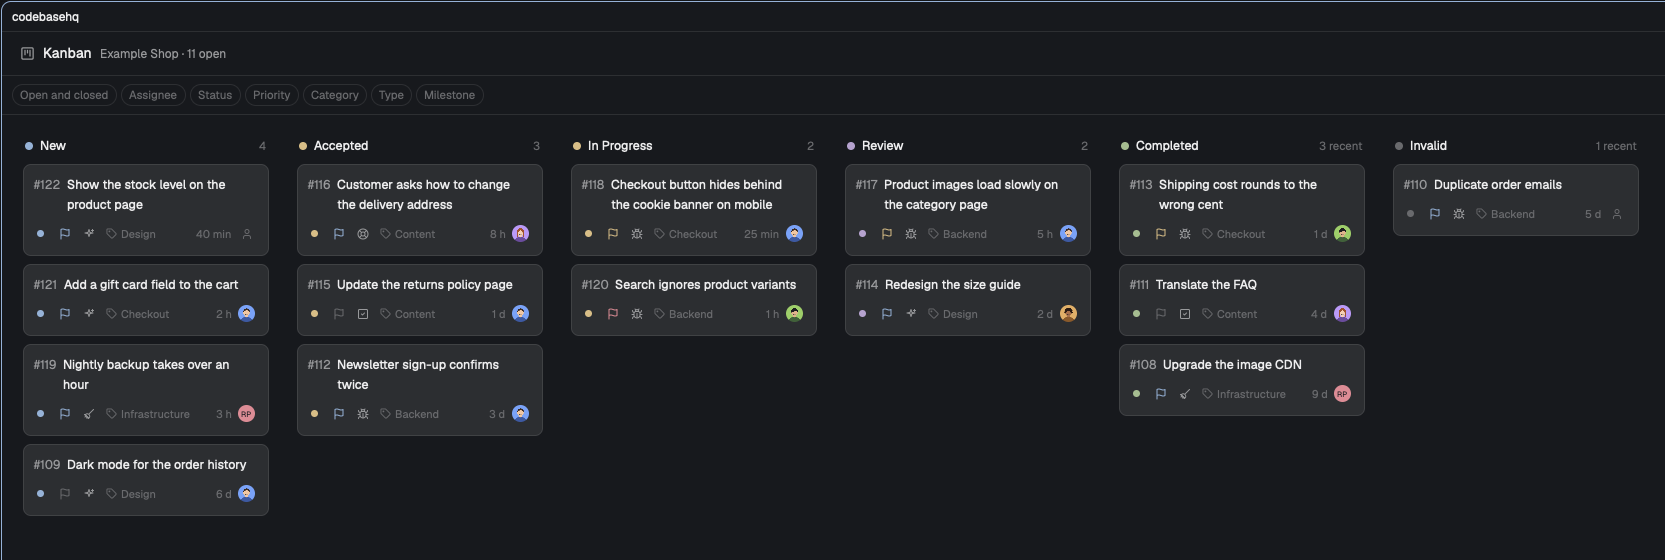 codebasehq
Kanban Example Shop · 11 open
Open and closed Assignee Status Priority Category Type Milestone
New 4
#122 Show the stock level on the
product page
Design 40 min
#121 Add a gift card field to the cart
Checkout 2 h
#119 Nightly backup takes over an
hour
Infrastructure 3 h RP
#109 Dark mode for the order history
Design 6 d
Accepted 3
#116 Customer asks how to change
the delivery address
Content 8 h
#115 Update the returns policy page
Content 1 d
#112 Newsletter sign-up confirms
twice
Backend 3 d
In Progress 2
#118 Checkout button hides behind
the cookie banner on mobile
Checkout 25 min
#120 Search ignores product variants
Backend 1 h
Review 2
#117 Product images load slowly on
the category page
Backend 5 h
#114 Redesign the size guide
Design 2 d
Completed 3 recent
#113 Shipping cost rounds to the
wrong cent
Checkout 1 d
#111 Translate the FAQ
Content 4 d
#108 Upgrade the image CDN
Infrastructure 9 d RP
Invalid 1 recent
#110 Duplicate order emails
Backend 5 d